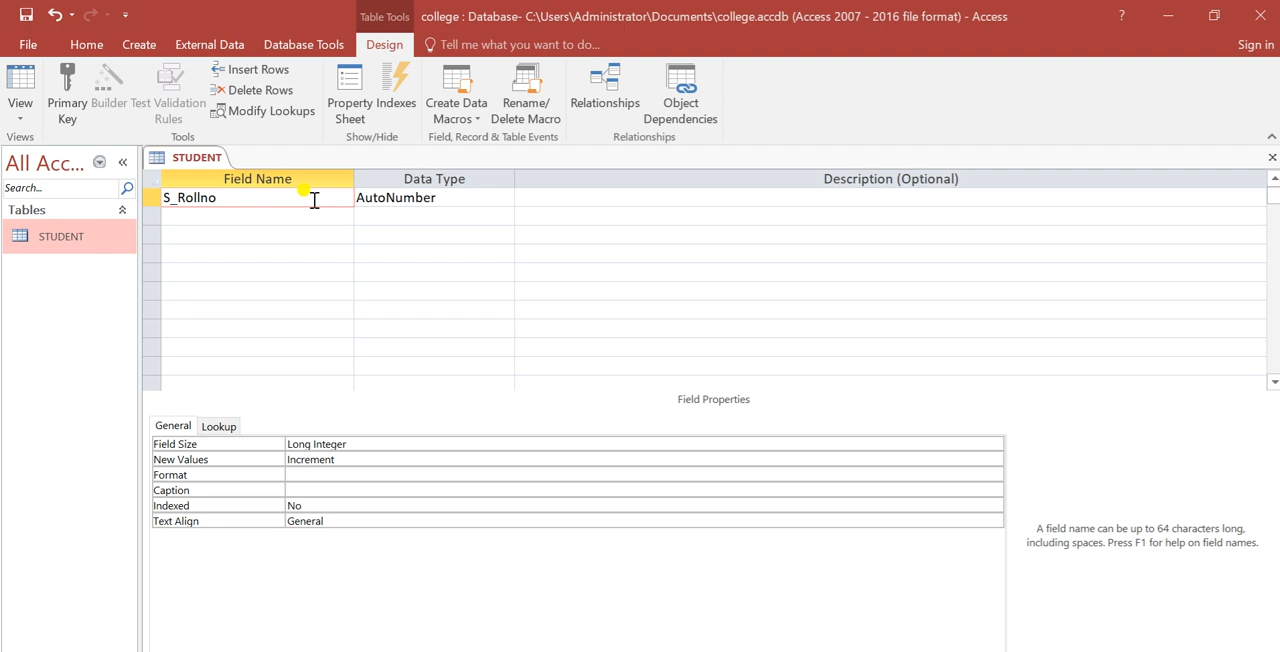 Table Tools college : Database- C:\Users\Administrator\Documents\college.accdb (Access 2007 - 2016 file format) - Access ?
File Home Create External Data Database Tools Design Tell me what you want to do... Sign in
View Primary Key Builder Test Validation Rules Insert Rows Delete Rows Modify Lookups Property Sheet Indexes Create Data Macros Rename/ Delete Macro Relationships Object Dependencies
Views Tools Show/Hide Field, Record & Table Events Relationships
All Acc... « STUDENT
Search...
Tables
STUDENT
Field Name Data Type Description (Optional)
S_Rollno AutoNumber
Field Properties
General Lookup
Field Size Long Integer
New Values Increment
Format
Caption
Indexed No
Text Align General
A field name can be up to 64 characters long,
including spaces. Press F1 for help on field names.